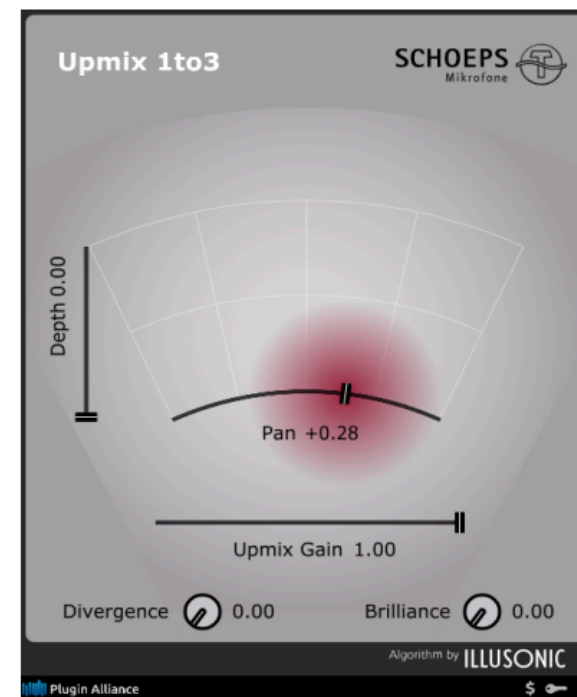 Upmix 1to3
SCHOEPS
Mikrofone
Depth 0.00
Pan +0.28
Upmix Gain 1.00
Divergence 0.00 Brilliance 0.00
Algorithm by ILLUSONIC
Plugin Alliance $